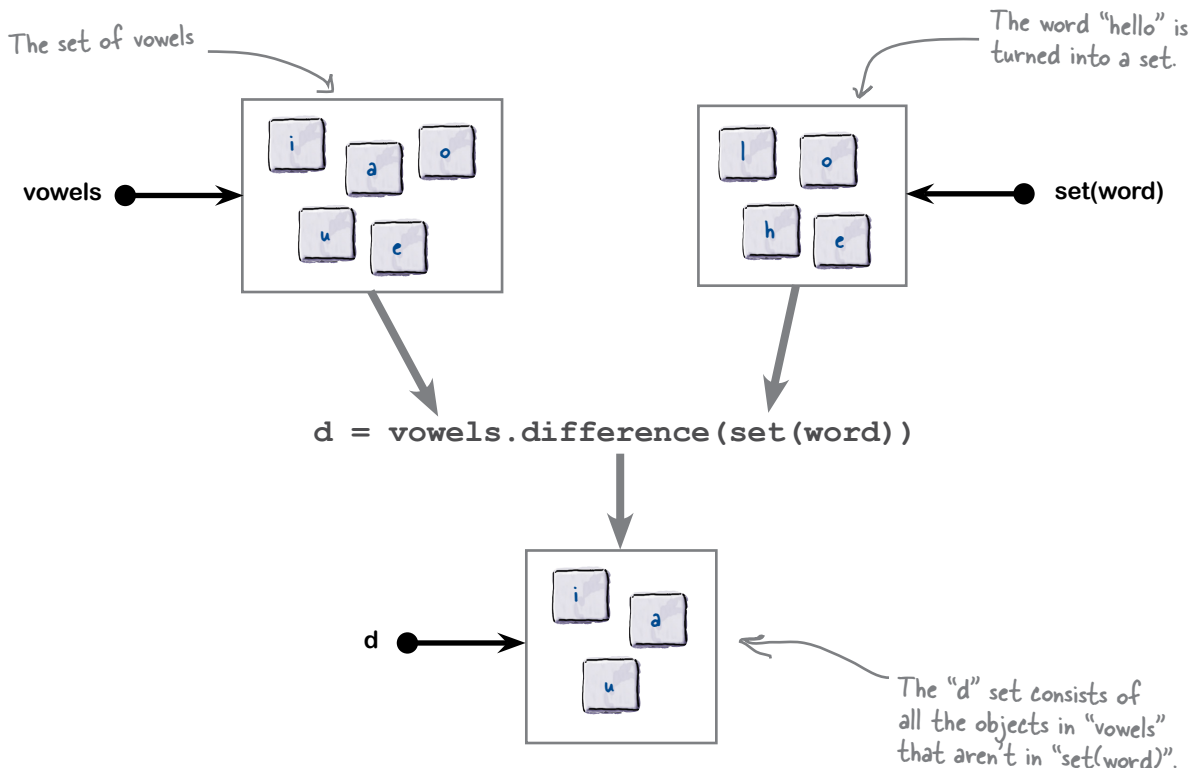 The set of vowels
The word “hello” is
turned into a set.
i
a
o
u
e
vowels
l
o
h
e
set(word)
d = vowels.difference(set(word))
i
a
u
d
The “d” set consists of
all the objects in “vowels”
that aren’t in “set(word)”.